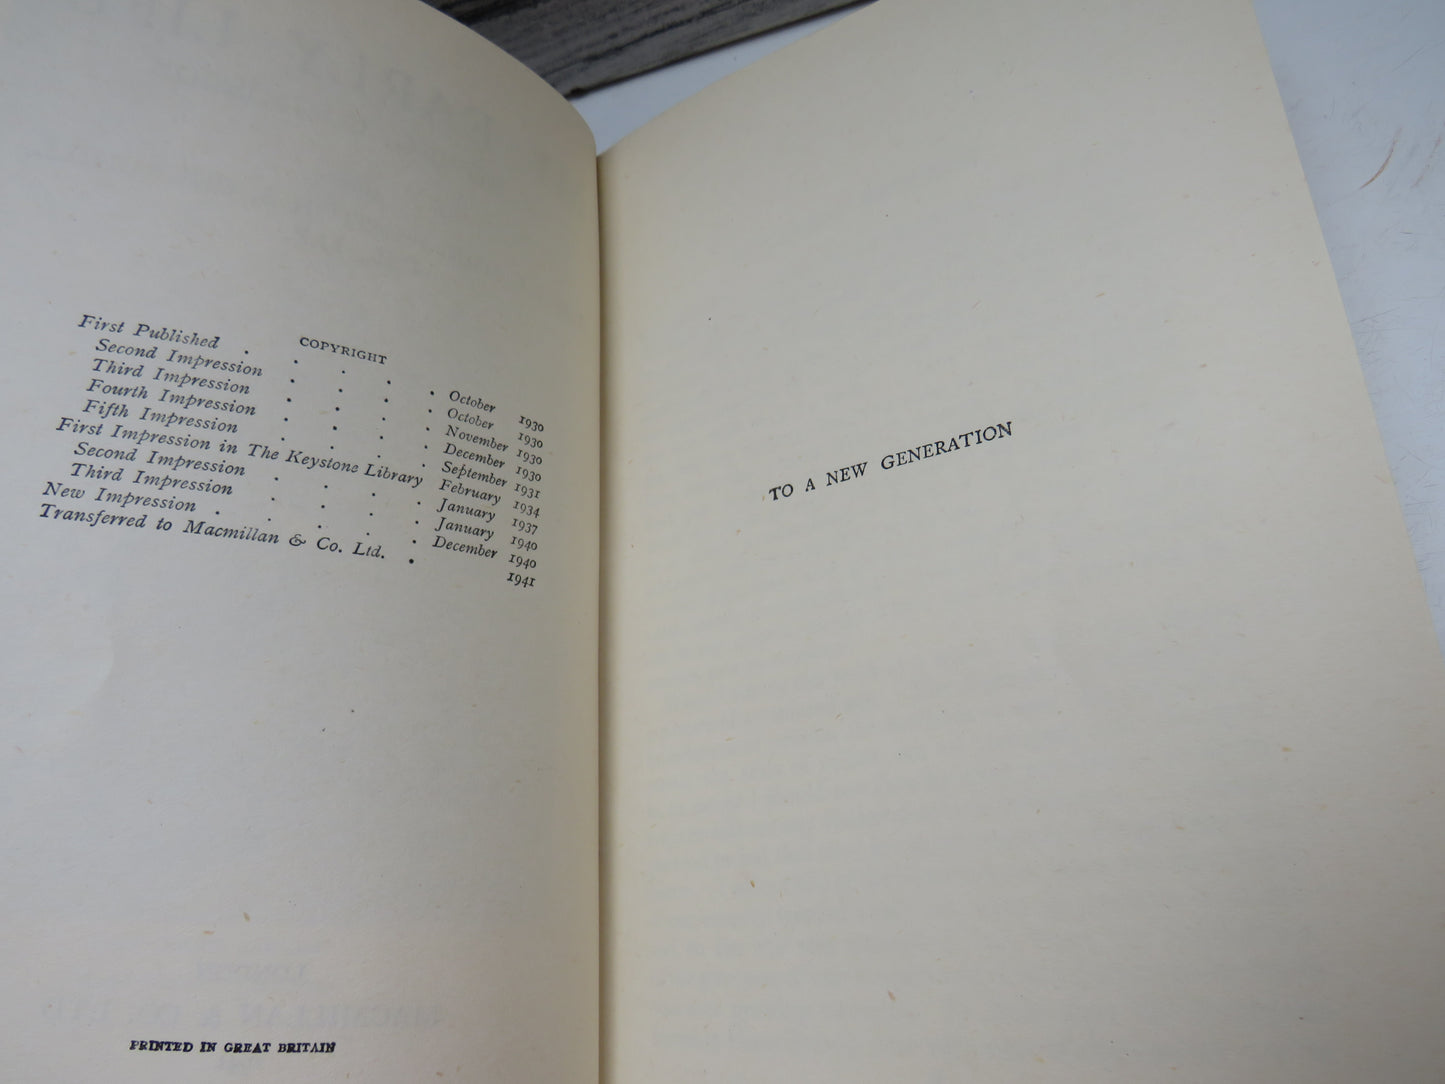 COPYRIGHT
First Published . . . . . October 1930
Second Impression . . . . October 1930
Third Impression . . . . November 1930
Fourth Impression . . . . December 1930
Fifth Impression . . . . September 1931
First Impression in The Keystone Library February 1934
Second Impression . . . . January 1937
Third Impression . . . . January 1940
New Impression . . . . . December 1940
Transferred to Macmillan & Co. Ltd. . 1941
PRINTED IN GREAT BRITAIN
TO A NEW GENERATION